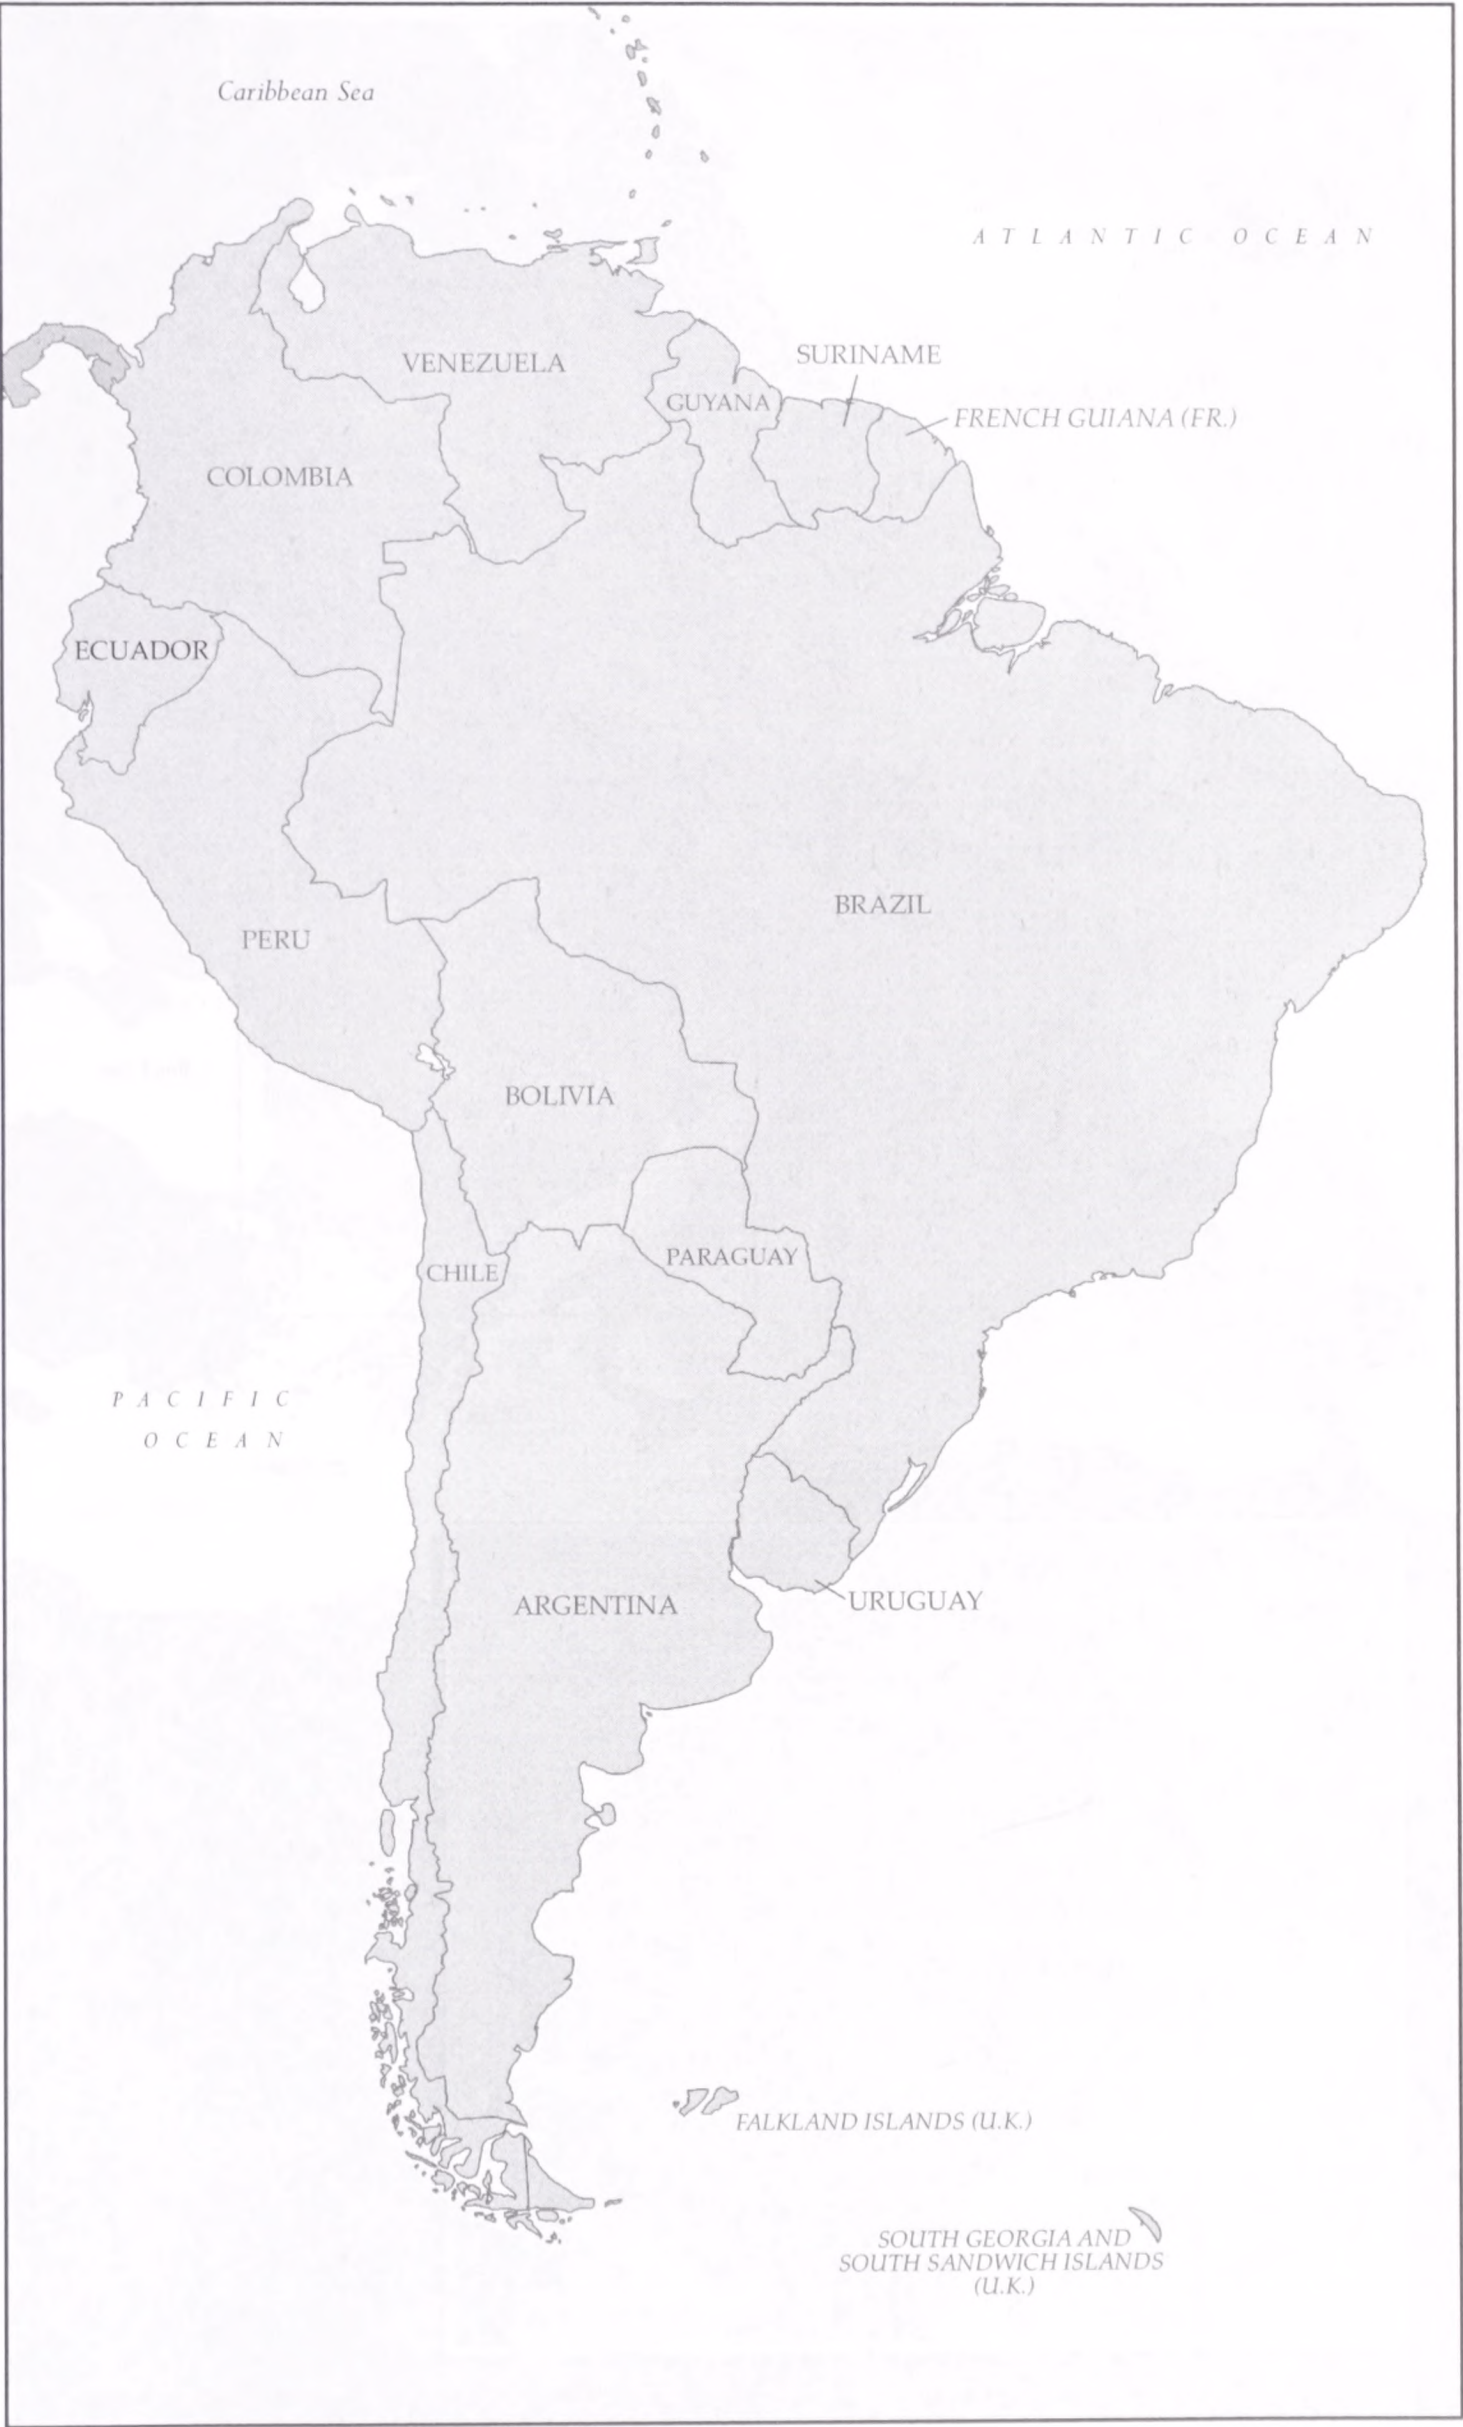 Caribbean Sea
ATLANTIC OCEAN
SURINAME
VENEZUELA
GUYANA
FRENCH GUIANA (FR.)
COLOMBIA
ECUADOR
BRAZIL
PERU
BOLIVIA
PARAGUAY
CHILE
PACIFIC
OCEAN
ARGENTINA
URUGUAY
FALKLAND ISLANDS (U.K.)
SOUTH GEORGIA AND
SOUTH SANDWICH ISLANDS
(U.K.)